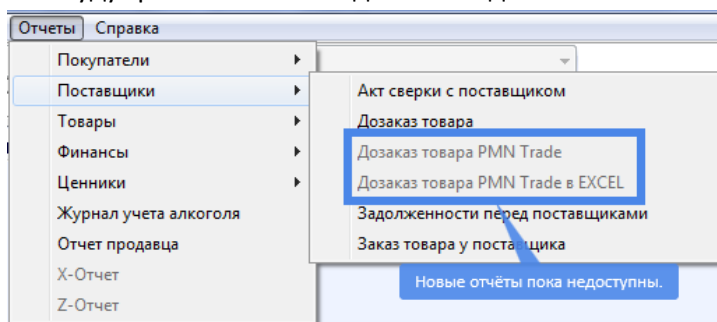 Отчеты Справка
Покупатели
Поставщики
Товары
Финансы
Ценники
Журнал учета алкоголя
Отчет продавца
X-Отчет
Z-Отчет
Акт сверки с поставщиком
Дозаказ товара
Дозаказ товара PMN Trade
Дозаказ товара PMN Trade в EXCEL
Задолженности перед поставщиками
Заказ товара у поставщика
Новые отчёты пока недоступны.